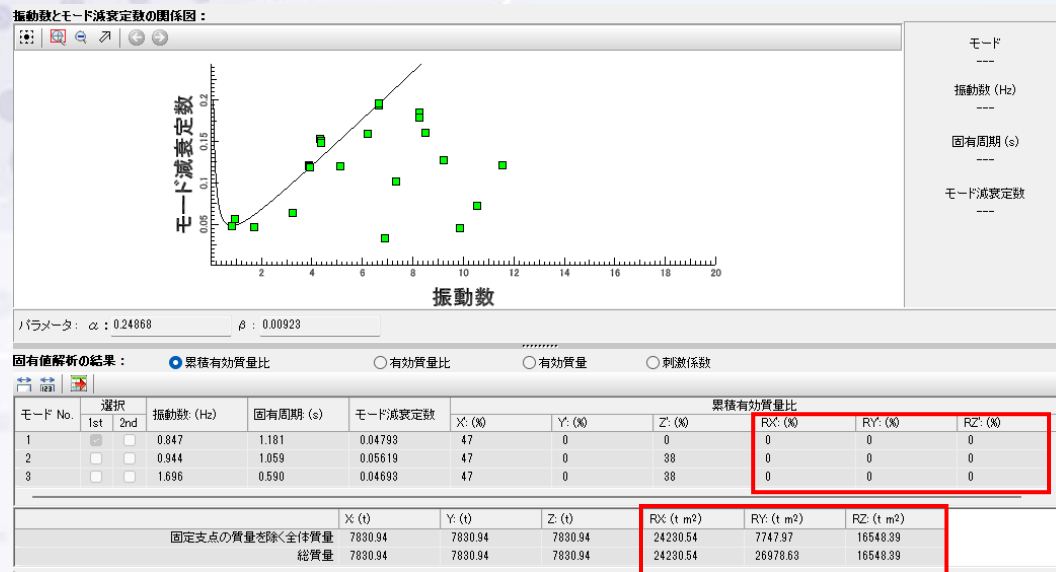 振動数とモード減衰定数の関係図：
モード
---
振動数 (Hz)
---
固有周期 (s)
---
モード減衰定数
---
モード減衰定数
0.2
0.15
0.1
0.05
2 4 6 8 10 12 14 16 18 20
振動数
パラメータ: α : 0.24868 β : 0.00923
固有値解析の結果： 累積有効質量比 有効質量比 有効質量 刺激係数
モード No. 選択 振動数: (Hz) 固有周期: (s) モード減衰定数 累積有効質量比
1st 2nd X': (%) Y': (%) Z': (%) RX': (%) RY': (%) RZ': (%)
1 0.847 1.181 0.04793 47 0 0 0 0 0
2 0.944 1.059 0.05619 47 0 38 0 0 0
3 1.696 0.590 0.04693 47 0 38 0 0 0
X: (t) Y: (t) Z: (t) RX: (t m²) RY: (t m²) RZ: (t m²)
固定支点の質量を除く全体質量 7830.94 7830.94 7830.94 24230.54 7747.97 16548.39
総質量 7830.94 7830.94 7830.94 24230.54 26978.63 16548.39